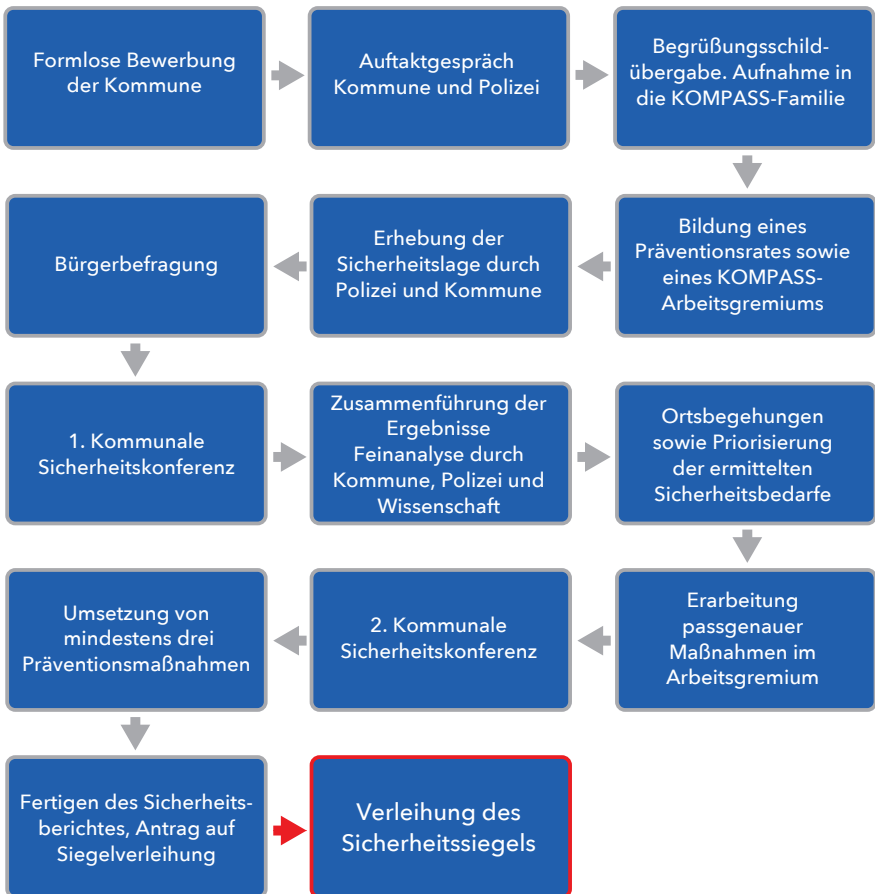 Formlose Bewerbung
der Kommune
Auftaktgespräch
Kommune und Polizei
Begrüßungsschild-
übergabe. Aufnahme in
die KOMPASS-Familie
Bildung eines
Präventionsrates sowie
eines KOMPASS-
Arbeitsgremiums
Erhebung der
Sicherheitslage durch
Polizei und Kommune
Bürgerbefragung
1. Kommunale
Sicherheitskonferenz
Zusammenführung der
Ergebnisse
Feinanalyse durch
Kommune, Polizei und
Wissenschaft
Ortsbegehungen
sowie Priorisierung
der ermittelten
Sicherheitsbedarfe
Erarbeitung
passgenauer
Maßnahmen im
Arbeitsgremium
2. Kommunale
Sicherheitskonferenz
Umsetzung von
mindestens drei
Präventionsmaßnahmen
Fertigen des Sicherheits-
berichtes, Antrag auf
Siegelverleihung
Verleihung des
Sicherheitssiegels